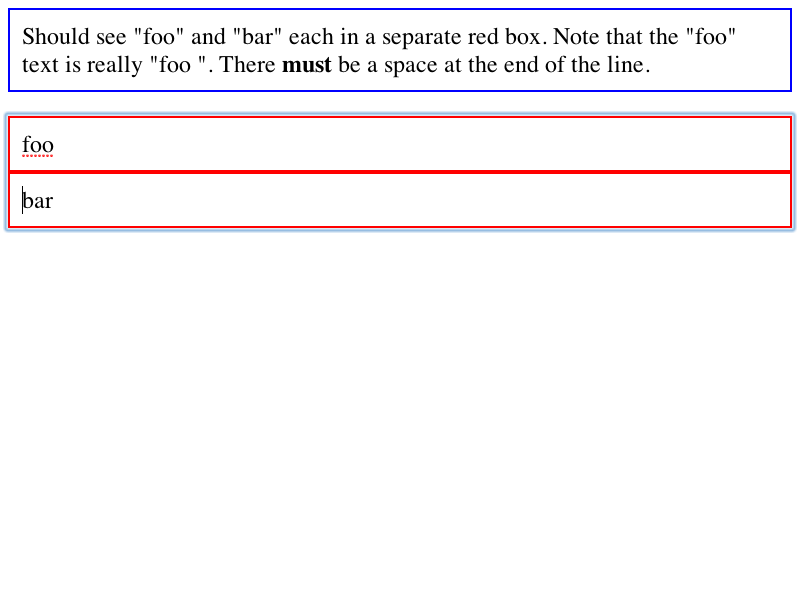 Should see "foo" and "bar" each in a separate red box. Note that the "foo"
text is really "foo ". There must be a space at the end of the line.
foo
bar